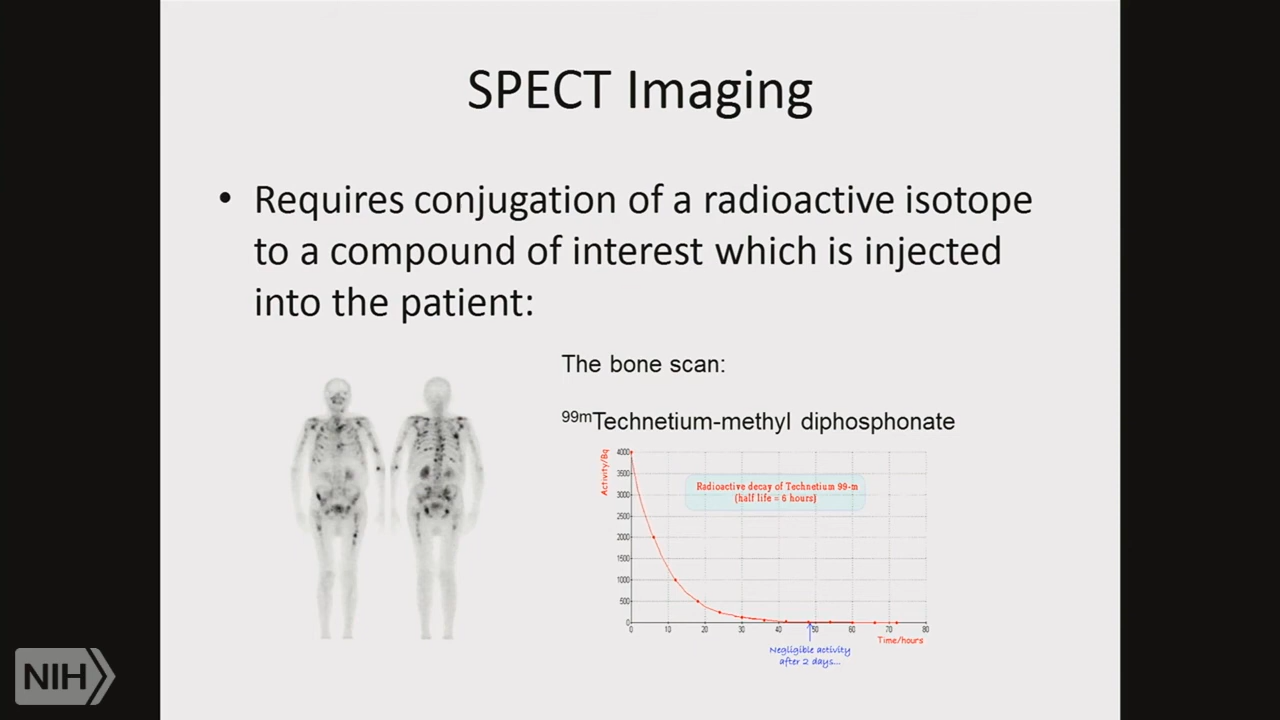 SPECT Imaging
• Requires conjugation of a radioactive isotope
to a compound of interest which is injected
into the patient:
The bone scan:
99mTechnetium-methyl diphosphonate
Activity/Bq
4000
3500
3000
2500
2000
1500
1000
500
0
Radioactive decay of Technetium 99-m
(half life = 6 hours)
0 10 20 30 40 50 60 70 80
Time/hours
Negligible activity
after 2 days...
NIH